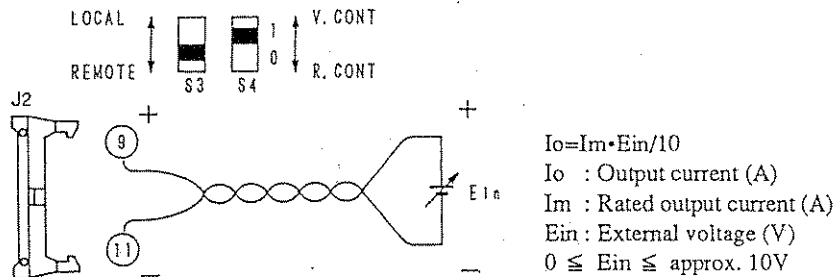 LOCAL 1 V. CONT
REMOTE 0 R. CONT
S3 S4
J2
+ +
9
Ein
11
− −
Io=Im•Ein/10
Io : Output current (A)
Im : Rated output current (A)
Ein : External voltage (V)
0 ≦ Ein ≦ approx. 10V